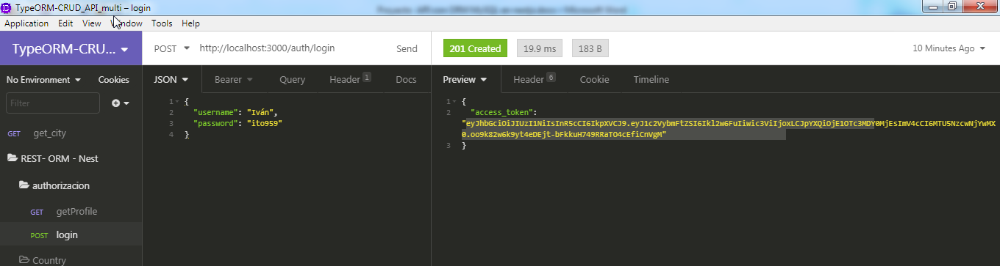 TypeORM-CRUD_API_multi – login
Application Edit View Window Tools Help
TypeORM-CRU...
POST http://localhost:3000/auth/login Send
201 Created 19.9 ms 183 B 10 Minutes Ago
No Environment Cookies
JSON Bearer Query Header 1 Docs
Preview Header 6 Cookie Timeline
Filter
GET get_city
REST- ORM - Nest
authorizacion
GET getProfile
POST login
Country
1 {
2 "username": "Iván",
3 "password": "ito959"
4 }
1 {
2 "access_token":
"eyJhbGciOiJIUzI1NiIsInR5cCI6IkpXVCJ9.eyJ1c2VybmFtZSI6Ikl2w6FuIiwic3ViIjoxLCJpYXQiOjE1OTc3MDY0MjEsImV4cCI6MTU5NzcwNjYwMX
0.oo9k82w6k9yt4eDEjt-bFkkuH749RRaTO4cEfiCnVgM"
3 }